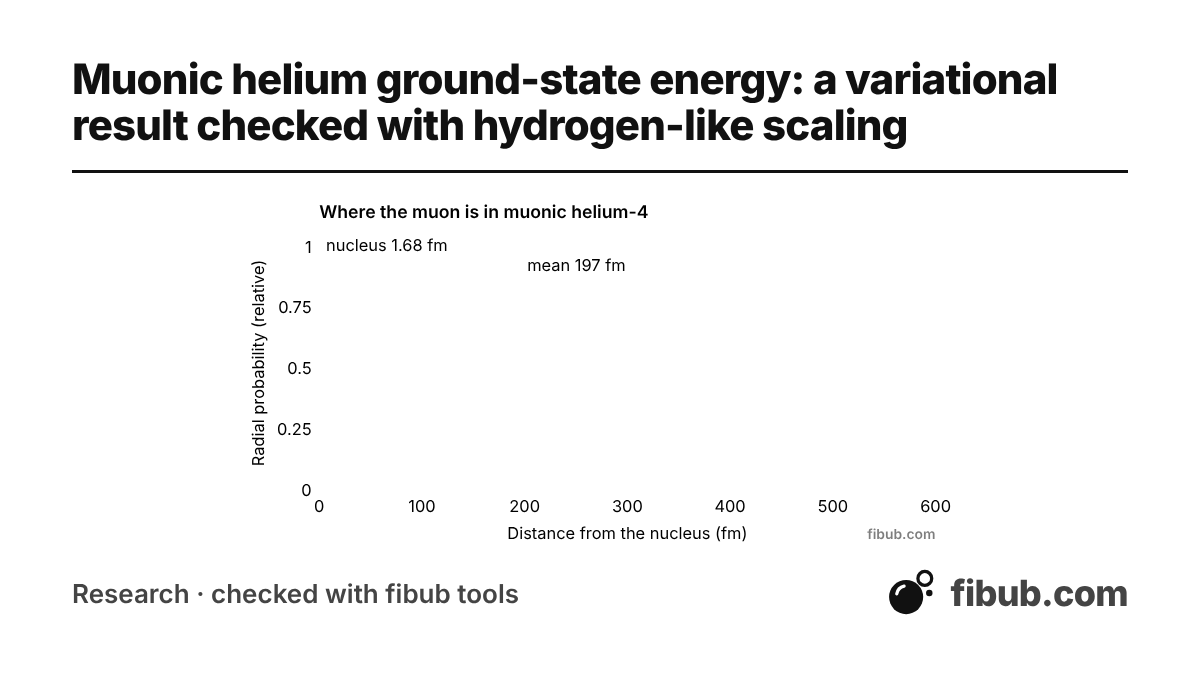 Muonic helium ground-state energy: a variational
result checked with hydrogen-like scaling
Where the muon is in muonic helium-4
nucleus 1.68 fm
mean 197 fm
Radial probability (relative)
1
0.75
0.5
0.25
0
0 100 200 300 400 500 600
Distance from the nucleus (fm)
fibub.com
Research · checked with fibub tools
fibub.com